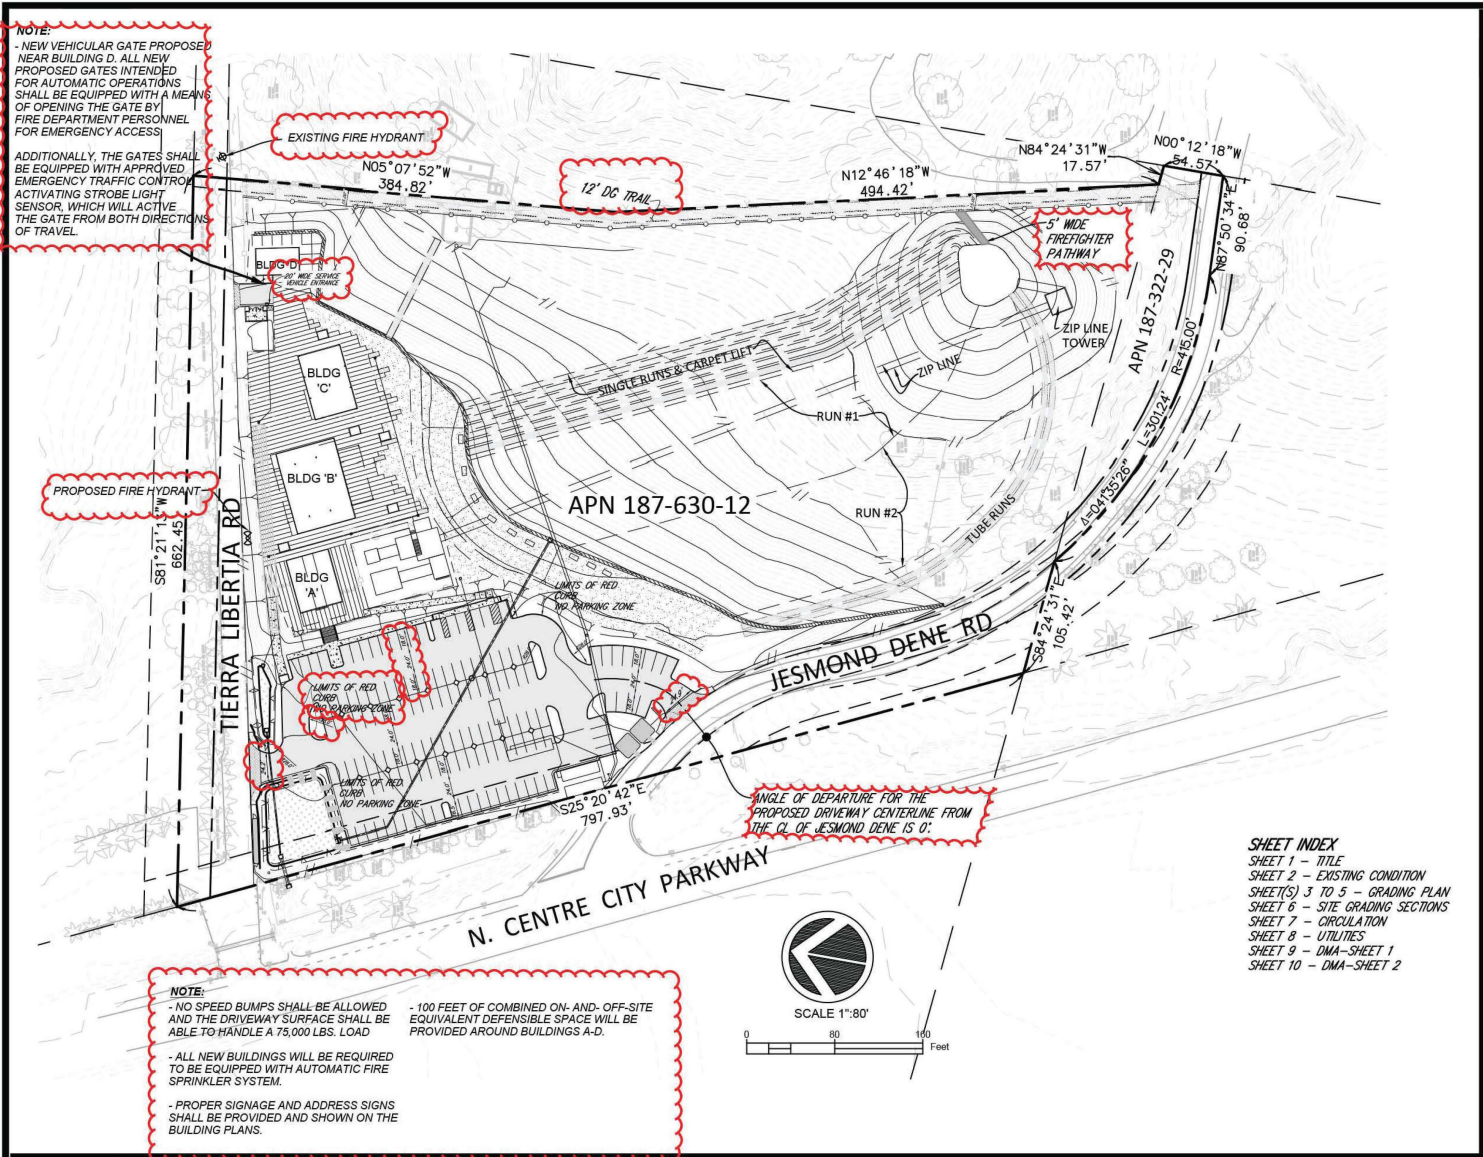 NOTE:
- NEW VEHICULAR GATE PROPOSED
NEAR BUILDING D. ALL NEW
PROPOSED GATES INTENDED
FOR AUTOMATIC OPERATIONS
SHALL BE EQUIPPED WITH A MEANS
OF OPENING THE GATE BY
FIRE DEPARTMENT PERSONNEL
FOR EMERGENCY ACCESS
ADDITIONALLY, THE GATES SHALL
BE EQUIPPED WITH APPROVED
EMERGENCY TRAFFIC CONTROL
ACTIVATING STROBE LIGHT
SENSOR, WHICH WILL ACTIVE
THE GATE FROM BOTH DIRECTIONS
OF TRAVEL.
EXISTING FIRE HYDRANT
N05°07'52"W
384.82'
12' DG TRAIL
N12°46'18"W
494.42'
N84°24'31"W
17.57'
N00°12'18"W
54.57'
N87°50'34"E
90.68'
5' WIDE
FIREFIGHTER
PATHWAY
APN 187-322-29
BLDG 'D'
20' WIDE SERVICE
VEHICLE ENTRANCE
ZIP LINE
TOWER
ZIP LINE
SINGLE RUNS & CARPET LIFT
BLDG
'C'
RUN #1
R=415.00'
L=301.24'
Δ=041°35'26"
BLDG 'B'
PROPOSED FIRE HYDRANT
S81°21'13"W
662.45'
TIERRA LIBERTIA RD
APN 187-630-12
RUN #2
TUBE RUNS
BLDG
'A'
LIMITS OF RED
CURB
NO PARKING ZONE
S84°24'31"E
105.42'
JESMOND DENE RD
LIMITS OF RED
CURB
NO PARKING ZONE
LIMITS OF RED
CURB
NO PARKING ZONE
S25°20'42"E
797.93'
ANGLE OF DEPARTURE FOR THE
PROPOSED DRIVEWAY CENTERLINE FROM
THE CL OF JESMOND DENE IS 0°.
N. CENTRE CITY PARKWAY
SHEET INDEX
SHEET 1 – TITLE
SHEET 2 – EXISTING CONDITION
SHEET(S) 3 TO 5 – GRADING PLAN
SHEET 6 – SITE GRADING SECTIONS
SHEET 7 – CIRCULATION
SHEET 8 – UTILITIES
SHEET 9 – DMA–SHEET 1
SHEET 10 – DMA–SHEET 2
SCALE 1":80'
0 80 160
Feet
NOTE:
- NO SPEED BUMPS SHALL BE ALLOWED
AND THE DRIVEWAY SURFACE SHALL BE
ABLE TO HANDLE A 75,000 LBS. LOAD
- ALL NEW BUILDINGS WILL BE REQUIRED
TO BE EQUIPPED WITH AUTOMATIC FIRE
SPRINKLER SYSTEM.
- PROPER SIGNAGE AND ADDRESS SIGNS
SHALL BE PROVIDED AND SHOWN ON THE
BUILDING PLANS.
- 100 FEET OF COMBINED ON- AND- OFF-SITE
EQUIVALENT DEFENSIBLE SPACE WILL BE
PROVIDED AROUND BUILDINGS A-D.